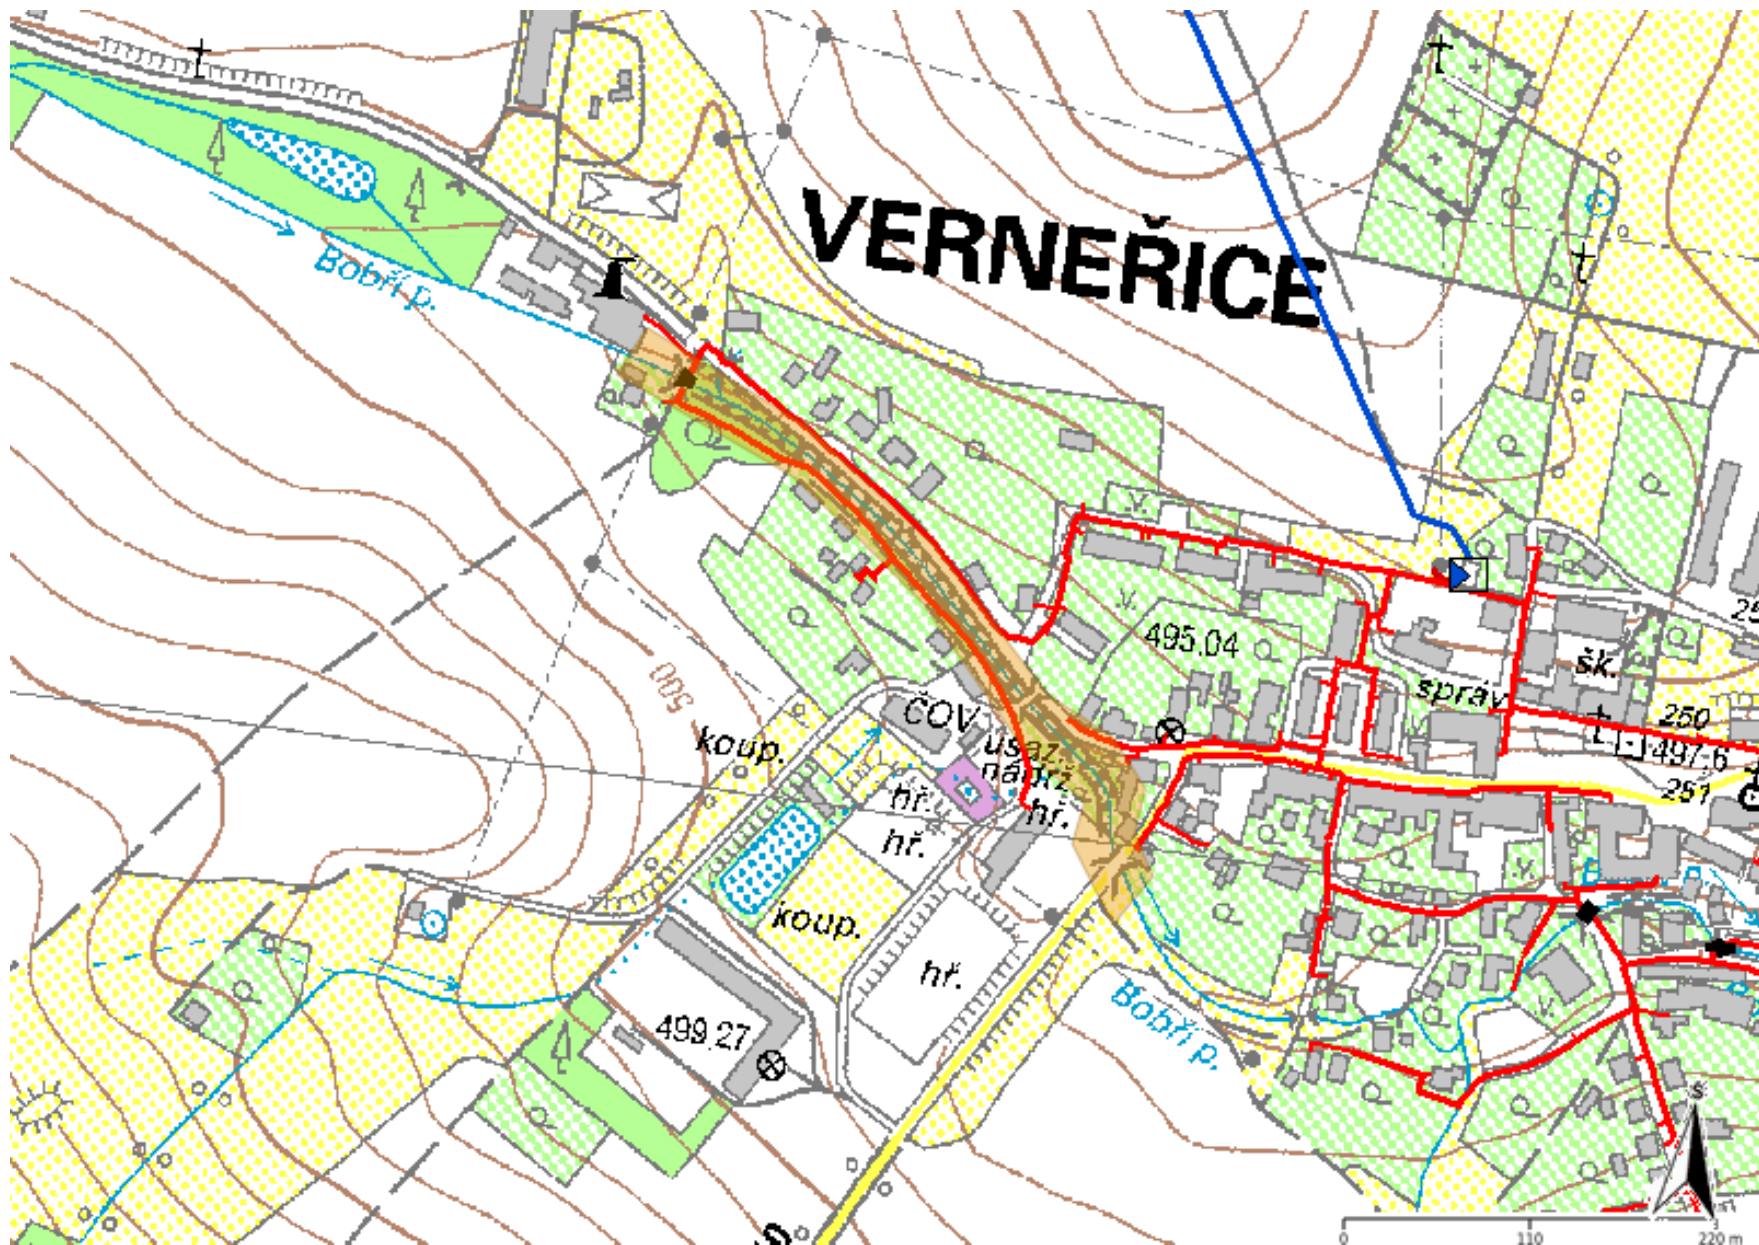 VERNEŘICE
Bobří p.
495.04
šk.
správ
500
ČOV
usaz.
nádrž
koup.
hř.
hř.
hř.
250
497.6
251
koup.
hř.
499.27
Bobří p.
S
0 110 220 m